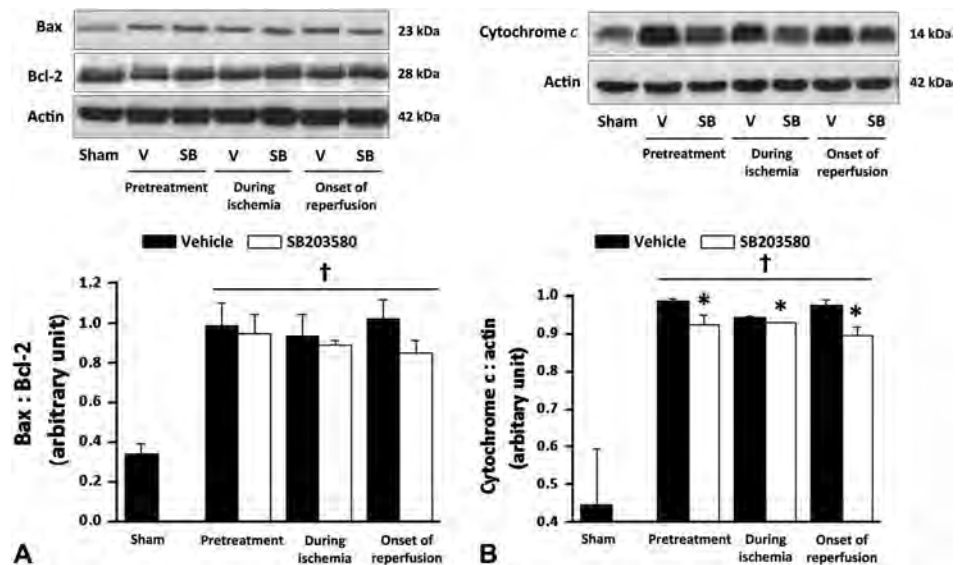 Bax
23 kDa
Bcl-2
28 kDa
Actin
42 kDa
Sham V SB V SB V SB
Pretreatment During ischemia Onset of reperfusion
Vehicle SB203580
†
Bax : Bcl-2
(arbitrary unit)
1.2
1.0
0.8
0.6
0.4
0.2
0.0
Sham Pretreatment During ischemia Onset of reperfusion
A
Cytochrome c
14 kDa
Actin
42 kDa
Sham V SB V SB V SB
Pretreatment During ischemia Onset of reperfusion
Vehicle SB203580
†
* * *
Cytochrome c : actin
(arbitary unit)
1.0
0.9
0.9
0.8
0.7
0.6
0.5
0.4
Sham Pretreatment During ischemia Onset of reperfusion
B